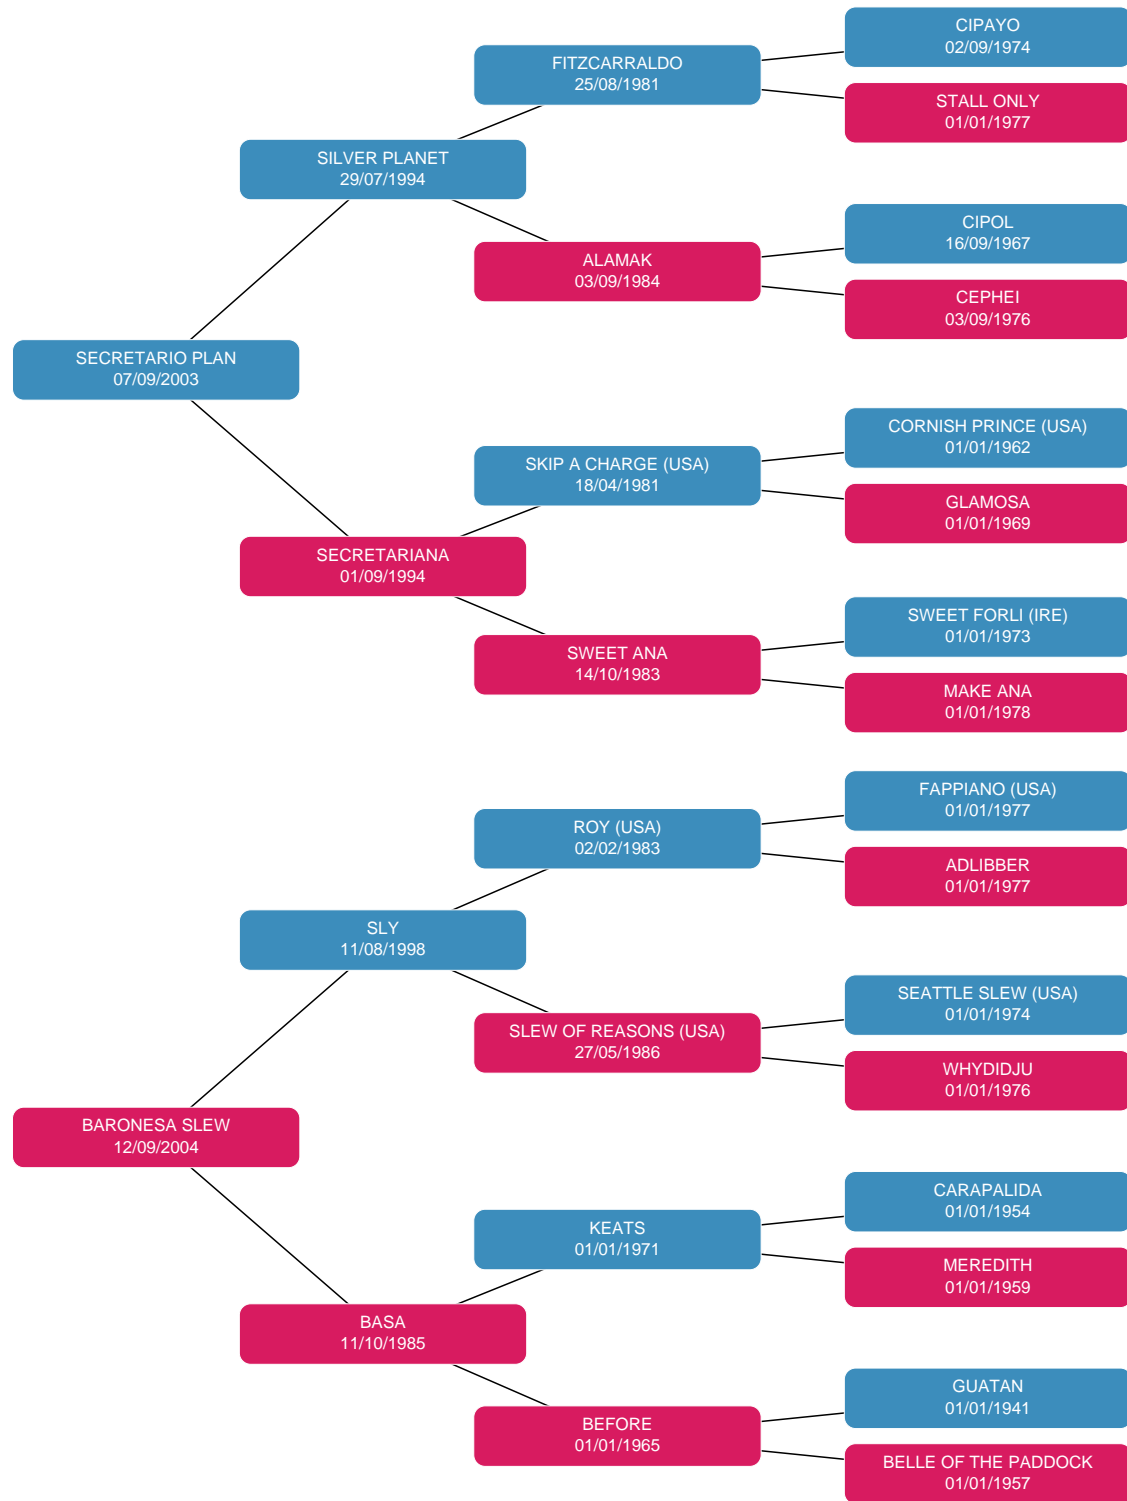 CIPAYO
02/09/1974
FITZCARRALDO
25/08/1981
STALL ONLY
01/01/1977
SILVER PLANET
29/07/1994
CIPOL
16/09/1967
ALAMAK
03/09/1984
CEPHEI
03/09/1976
SECRETARIO PLAN
07/09/2003
CORNISH PRINCE (USA)
01/01/1962
SKIP A CHARGE (USA)
18/04/1981
GLAMOSA
01/01/1969
SECRETARIANA
01/09/1994
SWEET FORLI (IRE)
01/01/1973
SWEET ANA
14/10/1983
MAKE ANA
01/01/1978
FAPPIANO (USA)
01/01/1977
ROY (USA)
02/02/1983
ADLIBBER
01/01/1977
SLY
11/08/1998
SEATTLE SLEW (USA)
01/01/1974
SLEW OF REASONS (USA)
27/05/1986
WHYDIDJU
01/01/1976
BARONESA SLEW
12/09/2004
CARAPALIDA
01/01/1954
KEATS
01/01/1971
MEREDITH
01/01/1959
BASA
11/10/1985
GUATAN
01/01/1941
BEFORE
01/01/1965
BELLE OF THE PADDOCK
01/01/1957